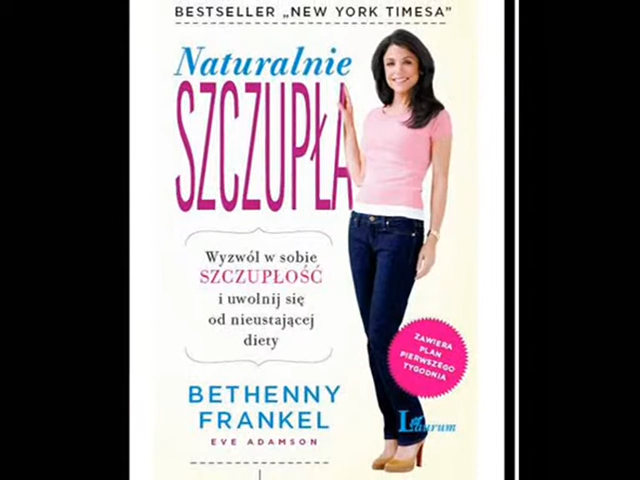 BESTSELLER „NEW YORK TIMESA”
Naturalnie
SZCZUPŁA
Wyzwól w sobie
SZCZUPŁOŚĆ
i uwolnij się
od nieustającej
diety
ZAWIERA
PLAN
PIERWSZEGO
TYGODNIA
BETHENNY
FRANKEL
EVE ADAMSON
Laurum